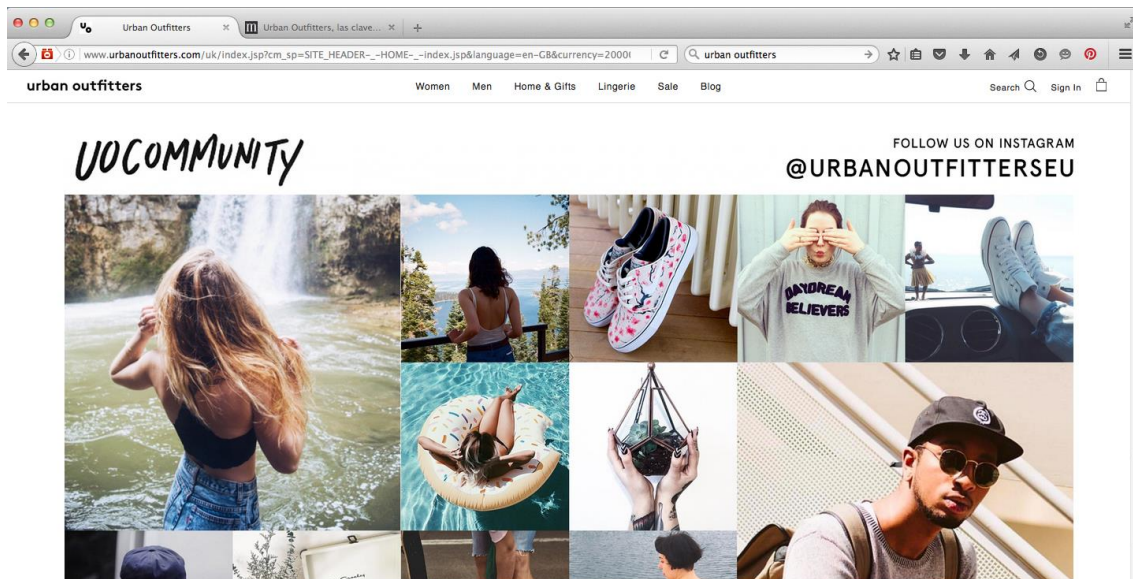 Urban Outfitters
Urban Outfitters, las clave...
www.urbanoutfitters.com/uk/index.jsp?cm_sp=SITE_HEADER-_-HOME-_-index.jsp&language=en-GB&currency=2000
urban outfitters
urban outfitters
Women
Men
Home & Gifts
Lingerie
Sale
Blog
Search
Sign In
UO COMMUNITY
FOLLOW US ON INSTAGRAM
@URBANOUTFITTERSEU
DAYDREAM
BELIEVERS